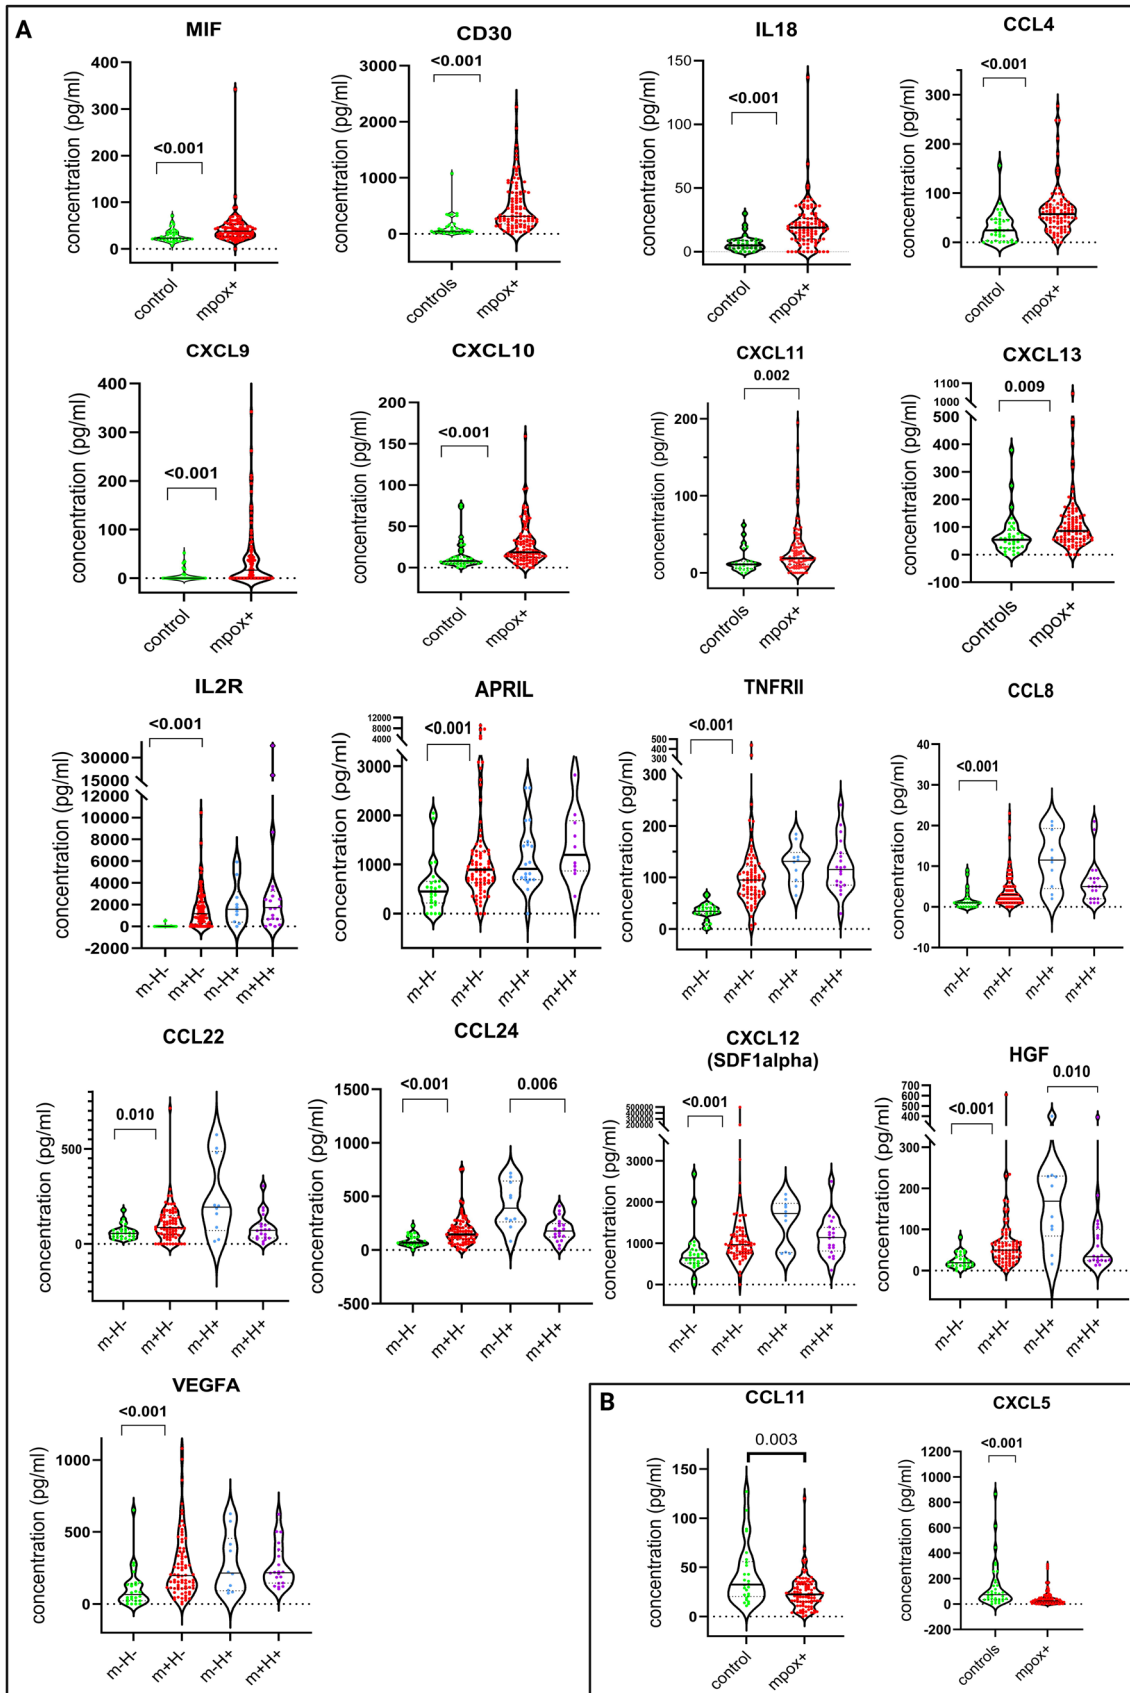 A
MIF
concentration (pg/ml)
400
300
200
100
0
<0.001
control
mpox+
CD30
concentration (pg/ml)
3000
2000
1000
0
<0.001
controls
mpox+
IL18
concentration (pg/ml)
150
100
50
0
<0.001
control
mpox+
CCL4
concentration (pg/ml)
300
200
100
0
<0.001
control
mpox+
CXCL9
concentration (pg/ml)
400
300
200
100
0
<0.001
control
mpox+
CXCL10
concentration (pg/ml)
200
150
100
50
0
<0.001
control
mpox+
CXCL11
concentration (pg/ml)
200
100
0
0.002
controls
mpox+
CXCL13
concentration (pg/ml)
1100
1000
500
400
300
200
100
0
-100
0.009
controls
mpox+
IL2R
concentration (pg/ml)
30000
15000
12000
10000
8000
6000
4000
2000
0
-2000
<0.001
m-H-
m+H-
m-H+
m+H+
APRIL
concentration (pg/ml)
12000
8000
4000
3000
2000
1000
0
<0.001
m-H-
m+H-
m-H+
m+H+
TNFRII
concentration (pg/ml)
500
400
300
300
200
100
0
<0.001
m-H-
m+H-
m-H+
m+H+
CCL8
concentration (pg/ml)
40
30
20
10
0
-10
<0.001
m-H-
m+H-
m-H+
m+H+
CCL22
concentration (pg/ml)
500
0
0.010
m-H-
m+H-
m-H+
m+H+
CCL24
concentration (pg/ml)
1500
1000
500
0
-500
<0.001
0.006
m-H-
m+H-
m-H+
m+H+
CXCL12
(SDF1alpha)
concentration (pg/ml)
500000
400000
300000
200000
3000
2000
1000
0
<0.001
m-H-
m+H-
m-H+
m+H+
HGF
concentration (pg/ml)
700
600
500
400
300
200
100
0
<0.001
0.010
m-H-
m+H-
m-H+
m+H+
VEGFA
concentration (pg/ml)
1000
500
0
<0.001
m-H-
m+H-
m-H+
m+H+
B
CCL11
concentration (pg/ml)
150
100
50
0
0.003
control
mpox+
CXCL5
concentration (pg/ml)
1200
1000
800
600
400
200
0
-200
<0.001
controls
mpox+